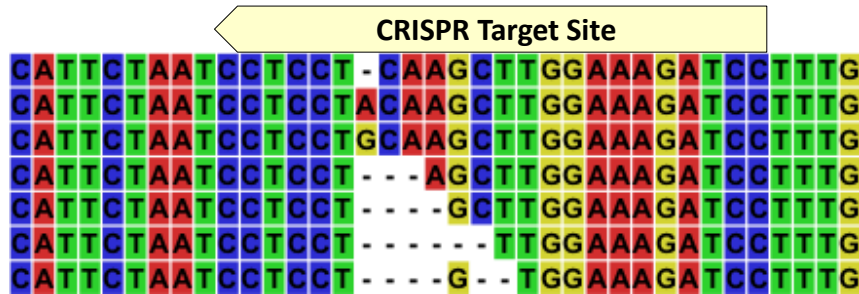 CRISPR Target Site
CATTCTAATCCTCCT-CAAGCTTGGAAAGATCCTTTG
CATTCTAATCCTCCTACAAGCTTGGAAAGATCCTTTG
CATTCTAATCCTCCTGCAAGCTTGGAAAGATCCTTTG
CATTCTAATCCTCCT---AGCTTGGAAAGATCCTTTG
CATTCTAATCCTCCT----GCTTGGAAAGATCCTTTG
CATTCTAATCCTCCT------TTGGAAAGATCCTTTG
CATTCTAATCCTCCT----G--TGGAAAGATCCTTTG